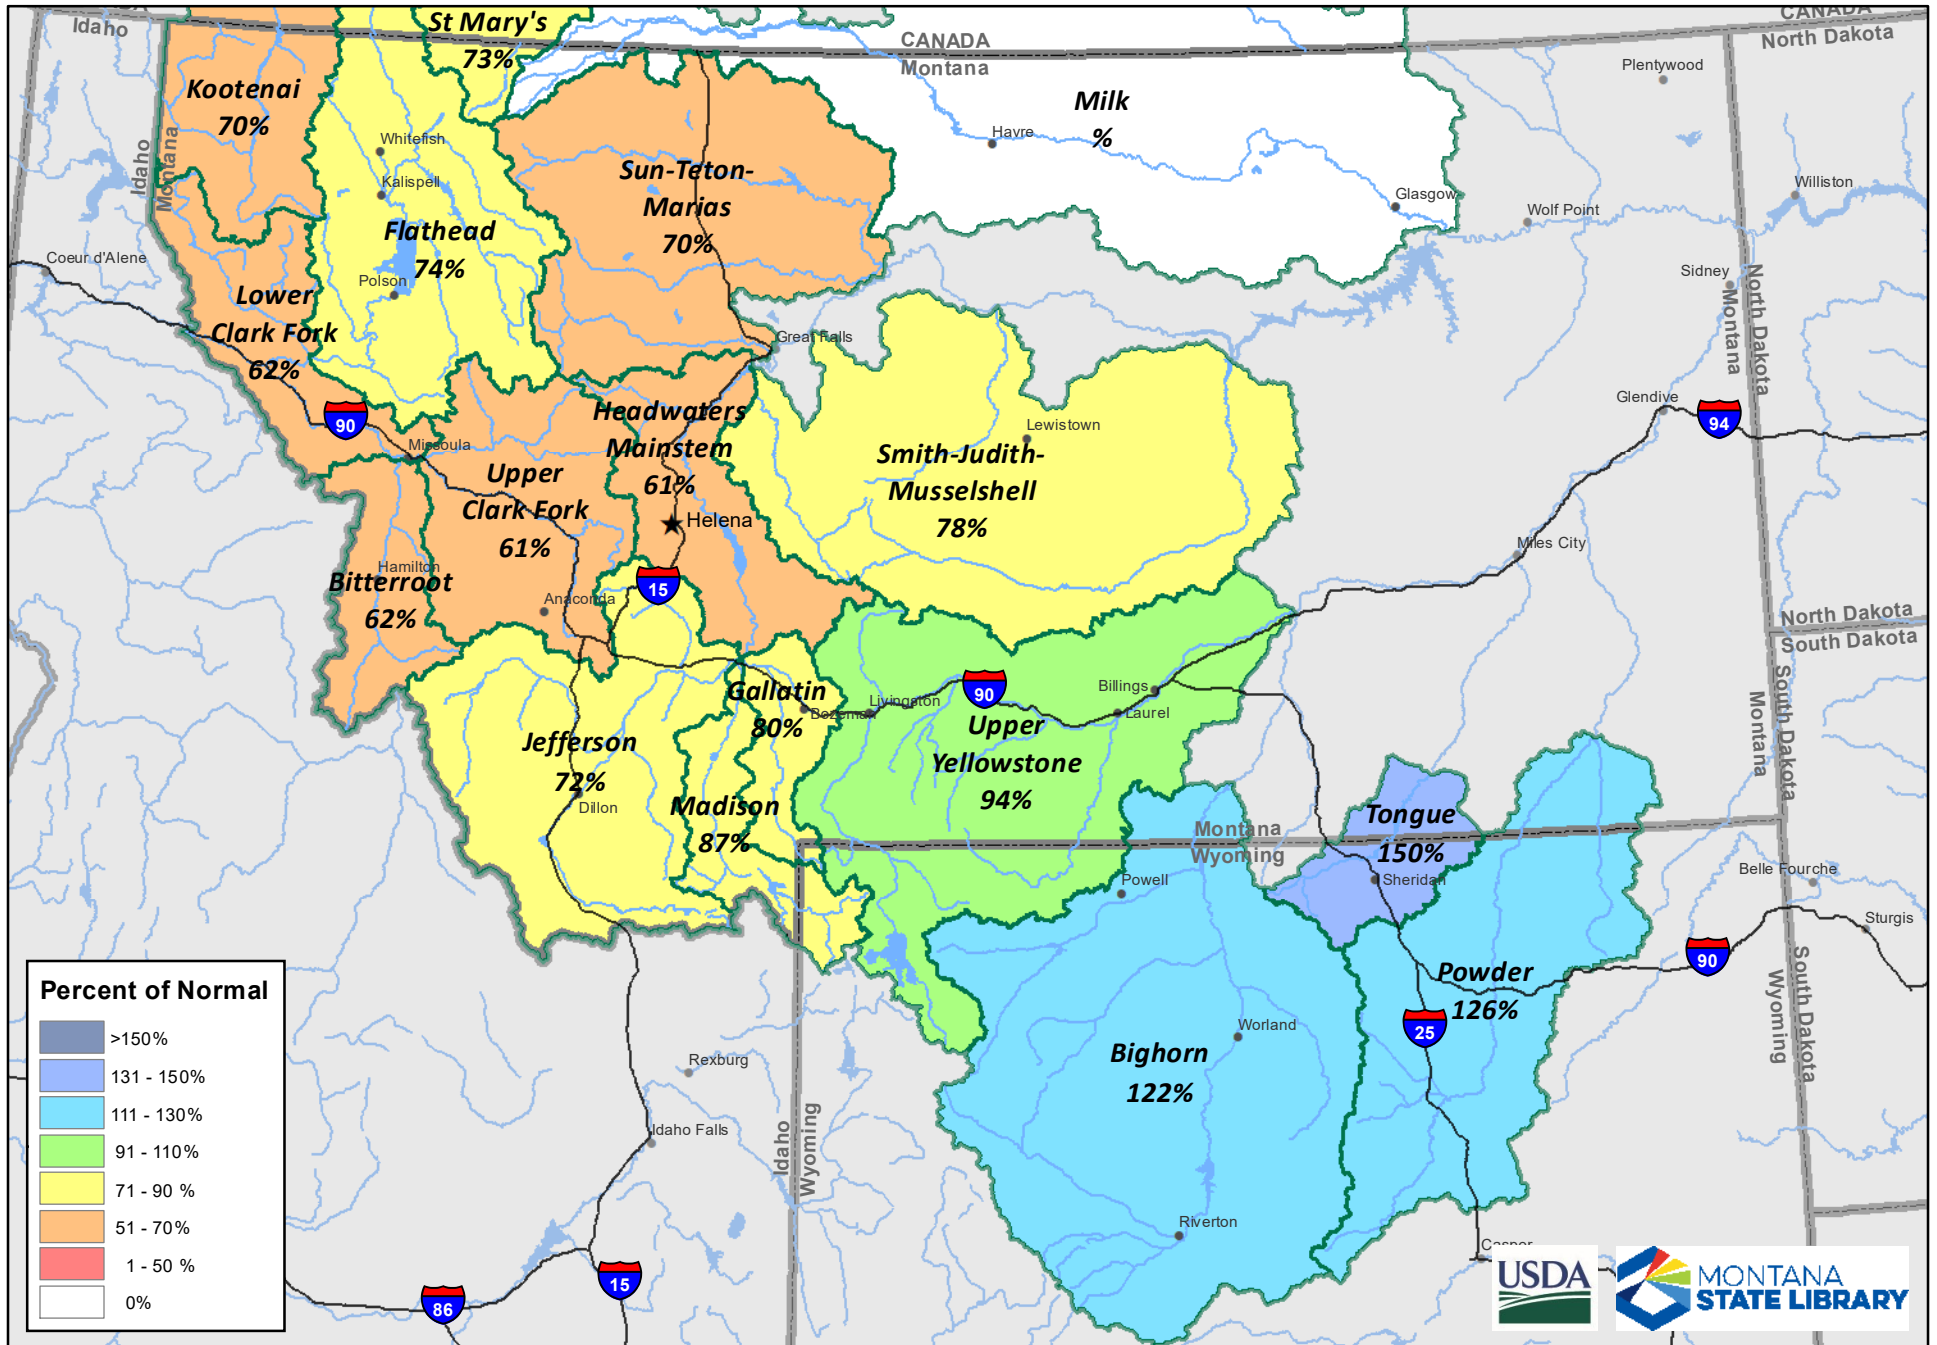 CANADA
Idaho
St Mary's
73%
CANADA
Montana
CANADA
North Dakota
Kootenai
70%
Idaho
Montana
Whitefish
Kalispell
Flathead
74%
Polson
Sun-Teton-
Marias
70%
Milk
%
Havre
Glasgow
Plentywood
Wolf Point
Williston
Sidney
Montana
North Dakota
Coeur d'Alene
Lower
Clark Fork
62%
90
Great Falls
Headwaters
Mainstem
61%
Helena
Missoula
Upper
Clark Fork
61%
Lewistown
Smith-Judith-
Musselshell
78%
Glendive
94
Miles City
Hamilton
Bitterroot
62%
Anaconda
15
North Dakota
South Dakota
Montana
South Dakota
Gallatin
80%
Bozeman
Livingston
90
Billings
Laurel
Upper
Yellowstone
94%
Jefferson
72%
Dillon
Madison
87%
Montana
Wyoming
Tongue
150%
Sheridan
Powell
Belle Fourche
Sturgis
90
South Dakota
Wyoming
Powder
126%
25
Bighorn
122%
Worland
Riverton
Casper
Rexburg
Idaho Falls
Idaho
Wyoming
15
86
Percent of Normal
>150%
131 - 150%
111 - 130%
91 - 110%
71 - 90 %
51 - 70%
1 - 50 %
0%
USDA
MONTANA
STATE LIBRARY